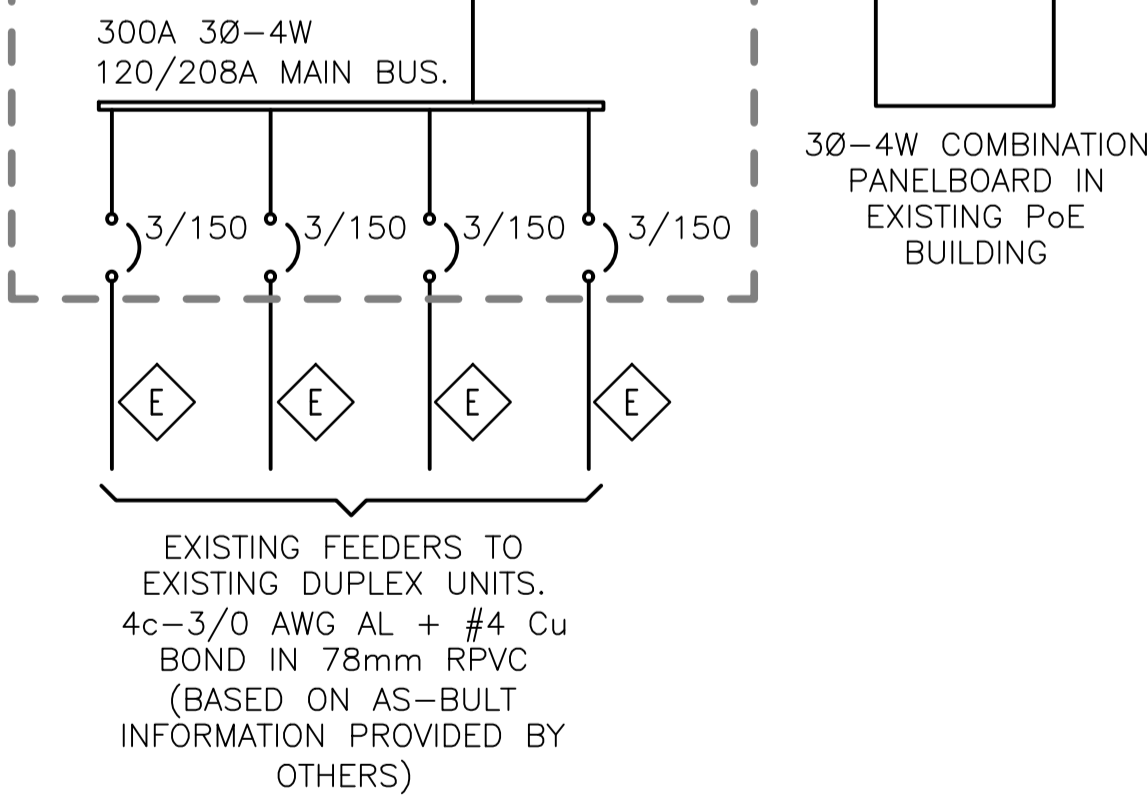 300A 3Ø-4W
120/208A MAIN BUS.
3/150 3/150 3/150 3/150
3Ø-4W COMBINATION
PANELBOARD IN
EXISTING PoE
BUILDING
E E E E
EXISTING FEEDERS TO
EXISTING DUPLEX UNITS.
4c-3/0 AWG AL + #4 Cu
BOND IN 78mm RPVC
(BASED ON AS-BULT
INFORMATION PROVIDED BY
OTHERS)